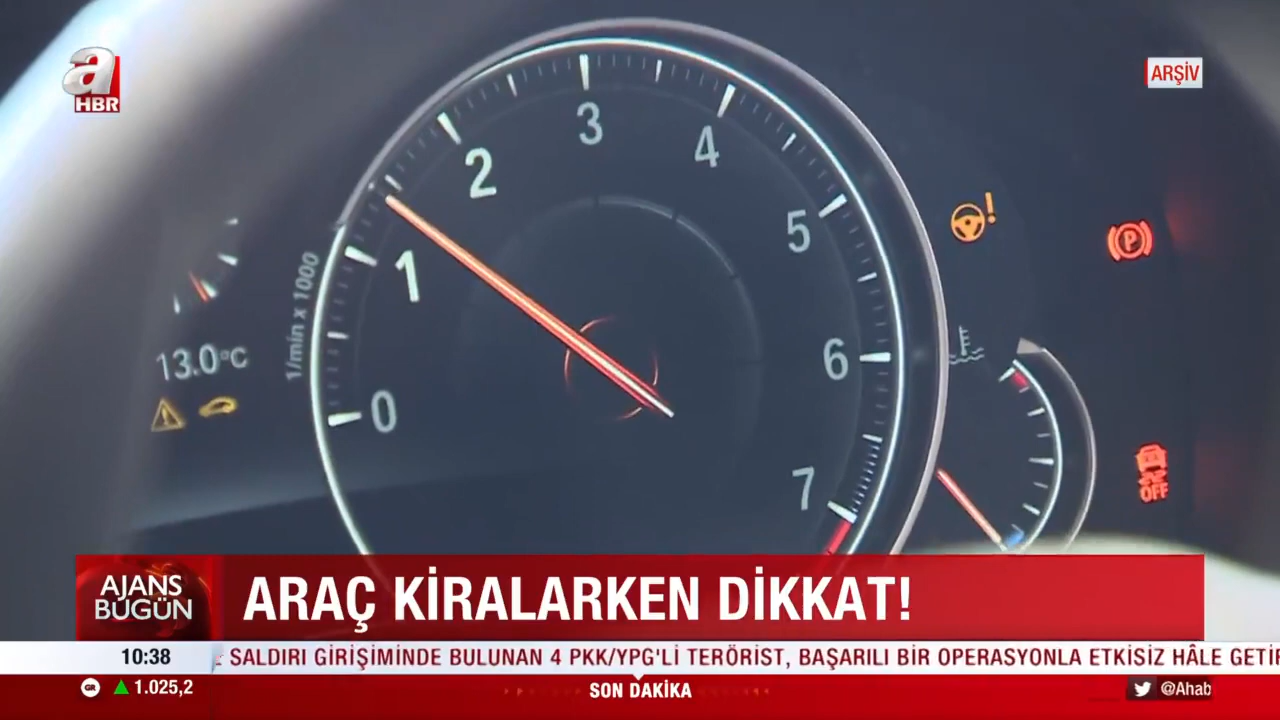 a
HBR
ARŞİV
3
4
2
5
1
1/min x 1000
13.0°C
6
0
7
P
OFF
AJANS
BUGÜN
ARAÇ KİRALARKEN DİKKAT!
10:38
SALDIRI GİRİŞİMİNDE BULUNAN 4 PKK/YPG'Lİ TERÖRİST, BAŞARILI BİR OPERASYONLA ETKİSİZ HÂLE GETİR
GR
1.025,2
SON DAKİKA
@Ahab